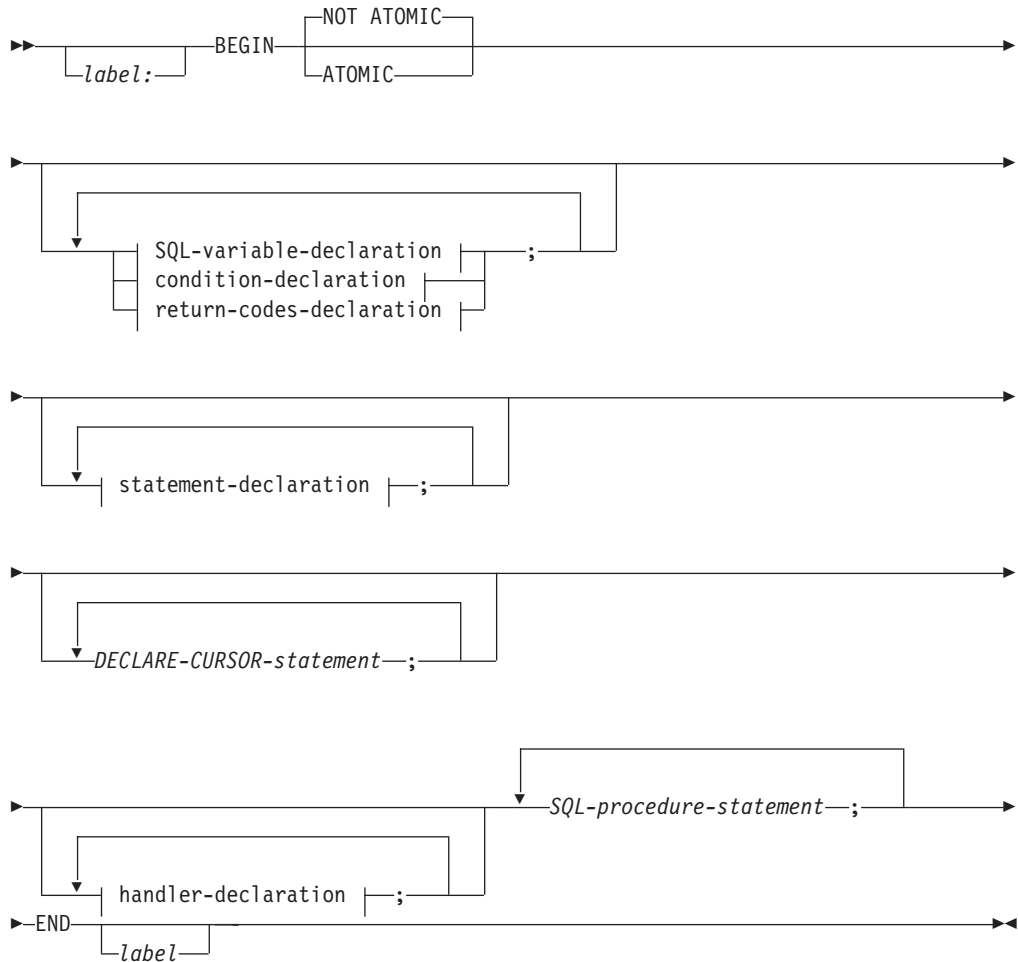 NOT ATOMIC
label: BEGIN ATOMIC
SQL-variable-declaration ;
condition-declaration
return-codes-declaration
statement-declaration ;
DECLARE-CURSOR-statement ;
SQL-procedure-statement ;
handler-declaration ;
END
label